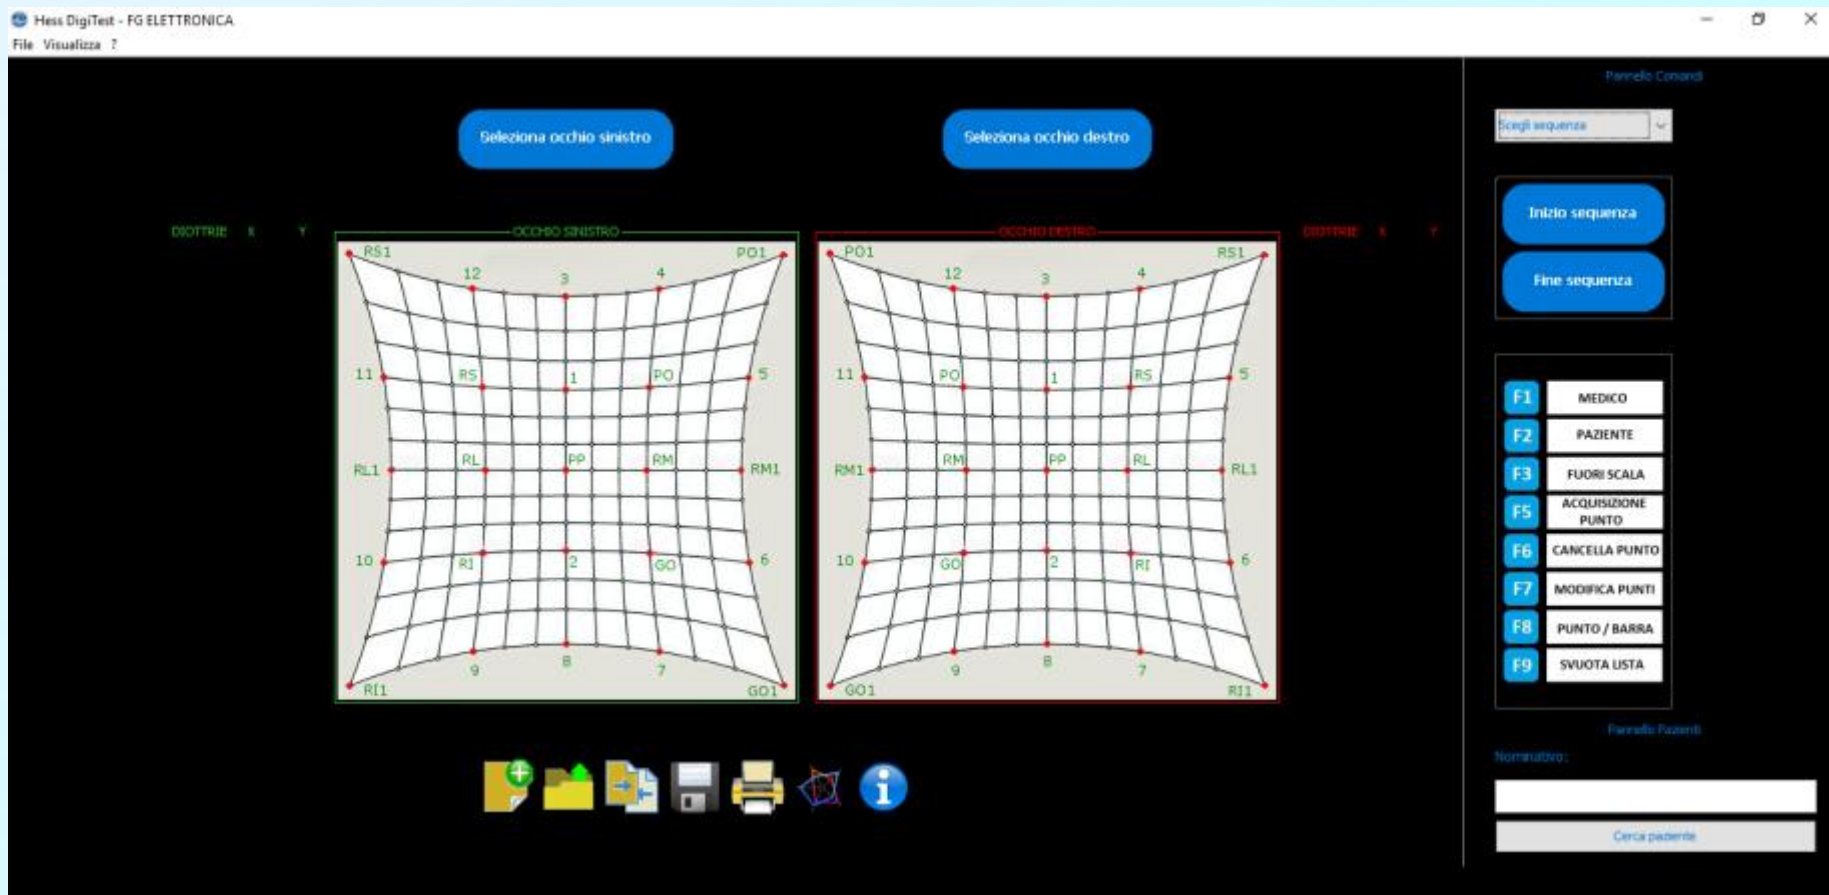 Hess DigiTest - FG ELETTRONICA
File Visualizza ?
Pannello Comandi
Seleziona occhio sinistro
Seleziona occhio destro
Scegli sequenza
Inizio sequenza
Fine sequenza
DIOTTRIE X Y
OCCHIO SINISTRO
OCCHIO DESTRO
DIOTTRIE X Y
RS1 12 3 4 PO1
11 RS 1 PO 5
RL1 RL PP RM RM1
10 RI 2 GO 6
RI1 9 8 7 GO1
PO1 12 3 4 RS1
11 PO 1 RS 5
RM1 RM PP RL RL1
10 GO 2 RI 6
GO1 9 8 7 RI1
F1 MEDICO
F2 PAZIENTE
F3 FUORI SCALA
F5 ACQUISIZIONE
PUNTO
F6 CANCELLA PUNTO
F7 MODIFICA PUNTI
F8 PUNTO / BARRA
F9 SVUOTA LISTA
Pannello Pazienti
Nominativo:
Cerca paziente